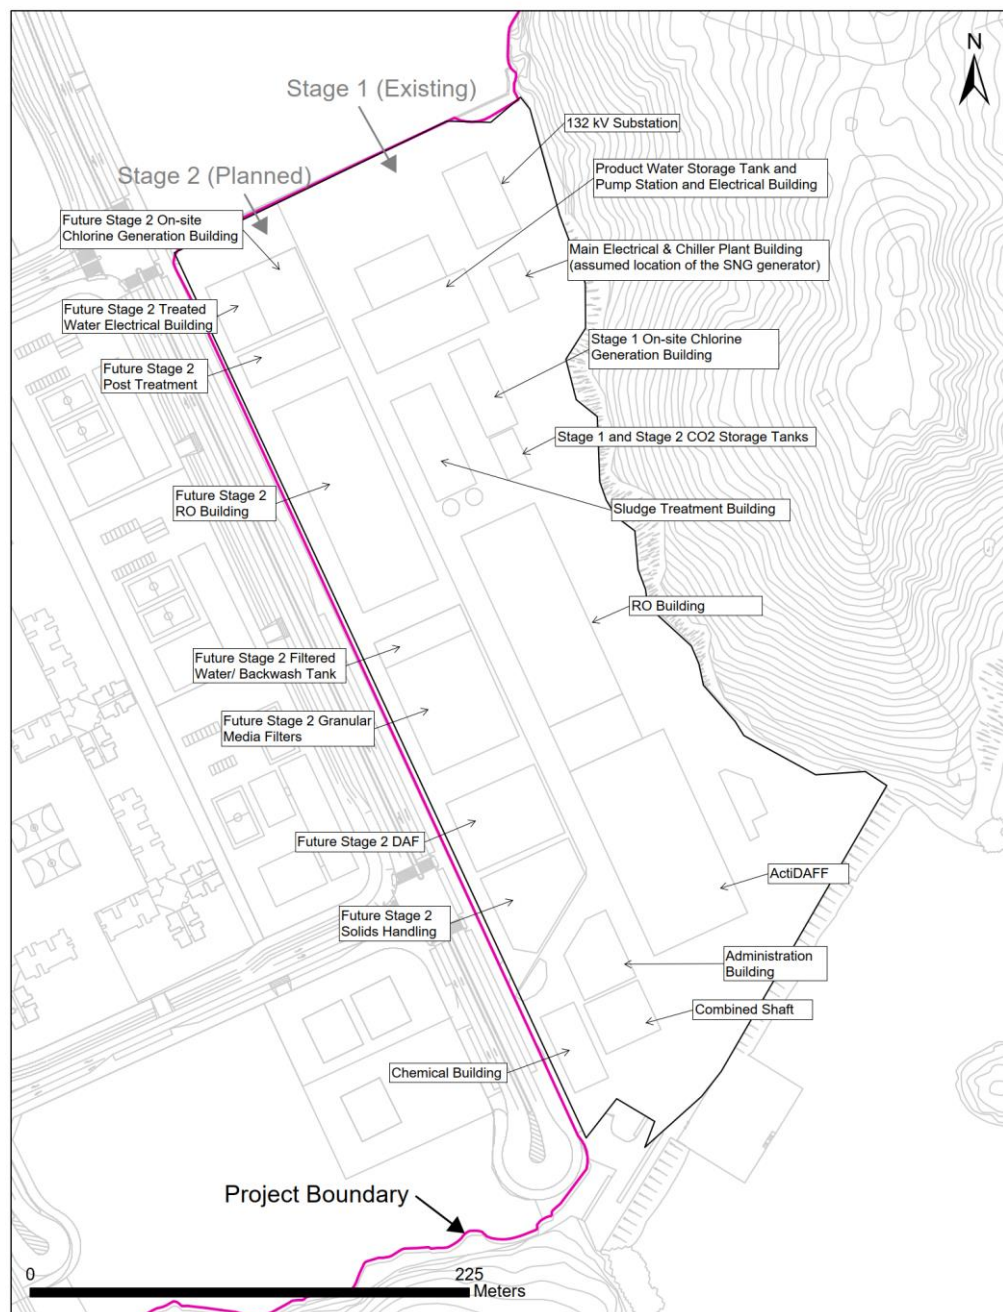 N
Stage 1 (Existing)
132 kV Substation
Product Water Storage Tank and
Pump Station and Electrical Building
Stage 2 (Planned)
Future Stage 2 On-site
Chlorine Generation Building
Main Electrical & Chiller Plant Building
(assumed location of the SNG generator)
Future Stage 2 Treated
Water Electrical Building
Stage 1 On-site Chlorine
Generation Building
Future Stage 2
Post Treatment
Stage 1 and Stage 2 CO2 Storage Tanks
Future Stage 2
RO Building
Sludge Treatment Building
RO Building
Future Stage 2 Filtered
Water/ Backwash Tank
Future Stage 2 Granular
Media Filters
Future Stage 2 DAF
ActiDAFF
Future Stage 2
Solids Handling
Administration
Building
Combined Shaft
Chemical Building
Project Boundary
0
225
Meters